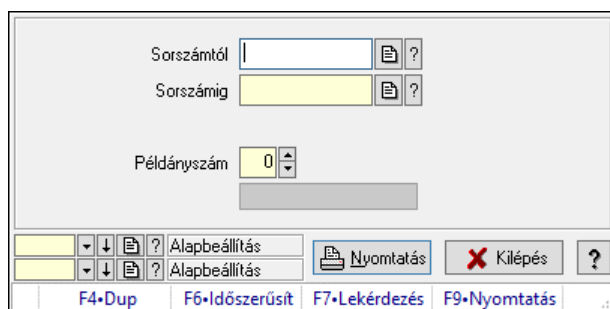 Sorszámtól ?
Sorszámig ?
Példányszám 0
? Alapbeállítás
? Alapbeállítás
Nyomtatás Kilépés ?
F4•Dup F6•Időszerűsít F7•Lekérdezés F9•Nyomtatás